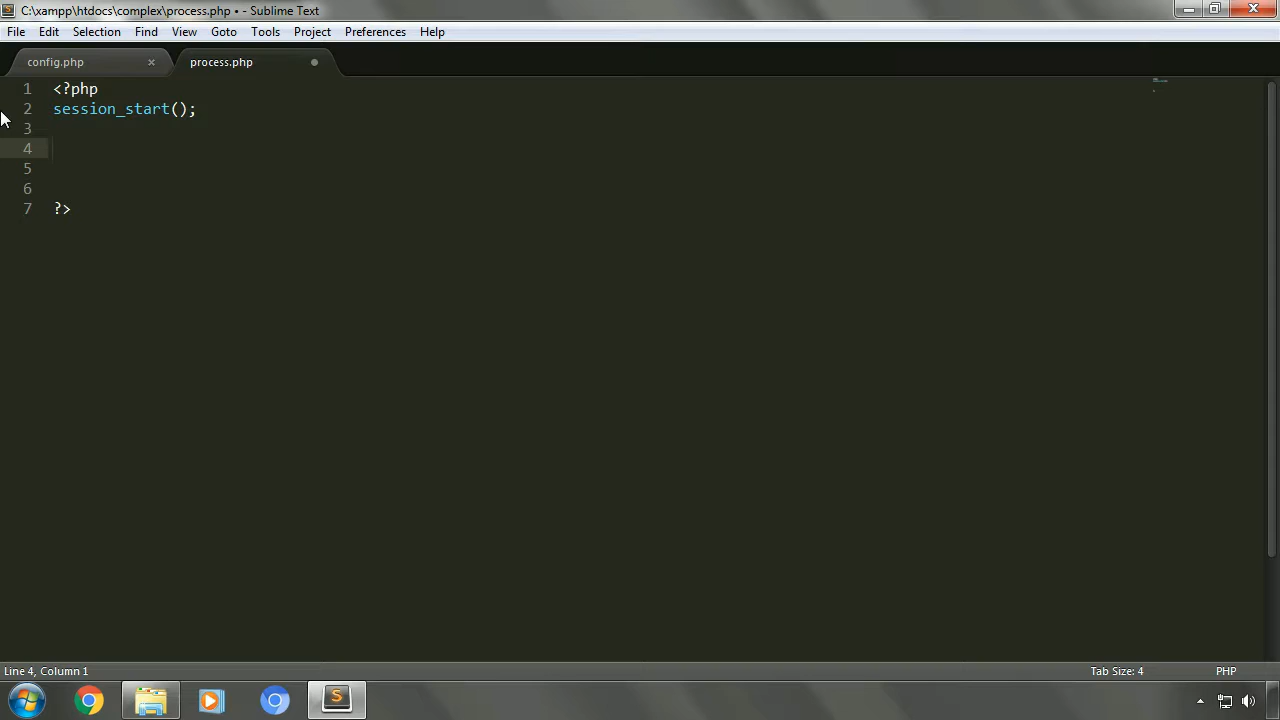 C:\xampp\htdocs\complex\process.php • - Sublime Text
File Edit Selection Find View Goto Tools Project Preferences Help
config.php × process.php
1 <?php
2 session_start();
3
4
5
6
7 ?>
Line 4, Column 1 Tab Size: 4 PHP